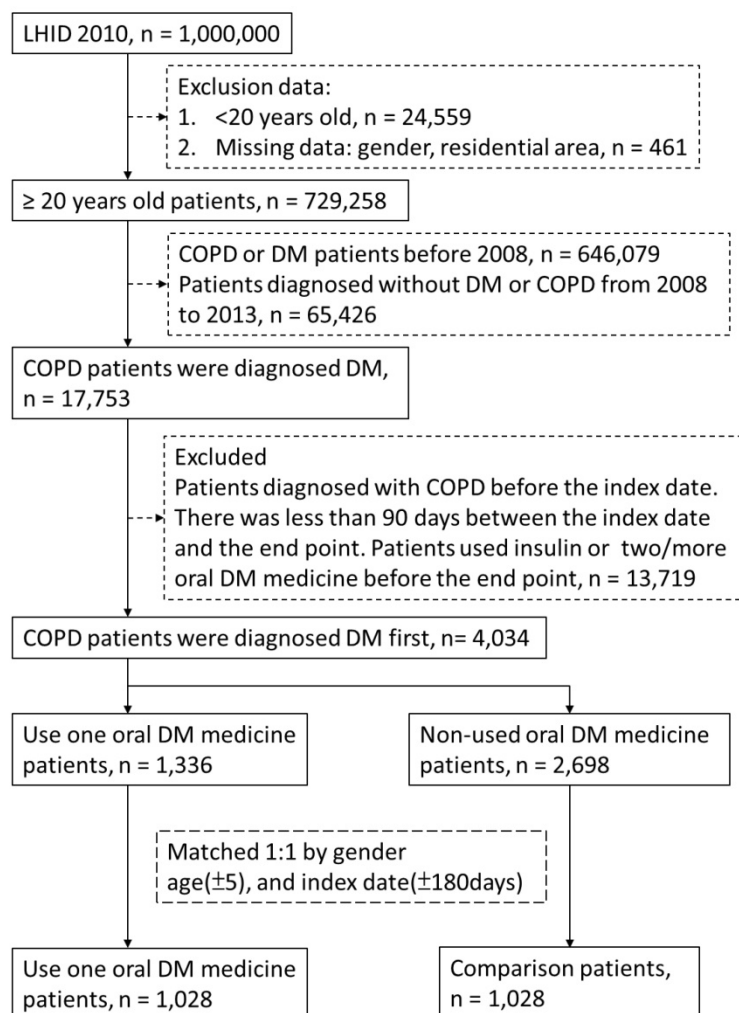 LHID 2010, n = 1,000,000
Exclusion data:
1. <20 years old, n = 24,559
2. Missing data: gender, residential area, n = 461
≥ 20 years old patients, n = 729,258
COPD or DM patients before 2008, n = 646,079
Patients diagnosed without DM or COPD from 2008
to 2013, n = 65,426
COPD patients were diagnosed DM,
n = 17,753
Excluded
Patients diagnosed with COPD before the index date.
There was less than 90 days between the index date
and the end point. Patients used insulin or two/more
oral DM medicine before the end point, n = 13,719
COPD patients were diagnosed DM first, n= 4,034
Use one oral DM medicine
patients, n = 1,336
Non-used oral DM medicine
patients, n = 2,698
Matched 1:1 by gender
age(±5), and index date(±180days)
Use one oral DM medicine
patients, n = 1,028
Comparison patients,
n = 1,028